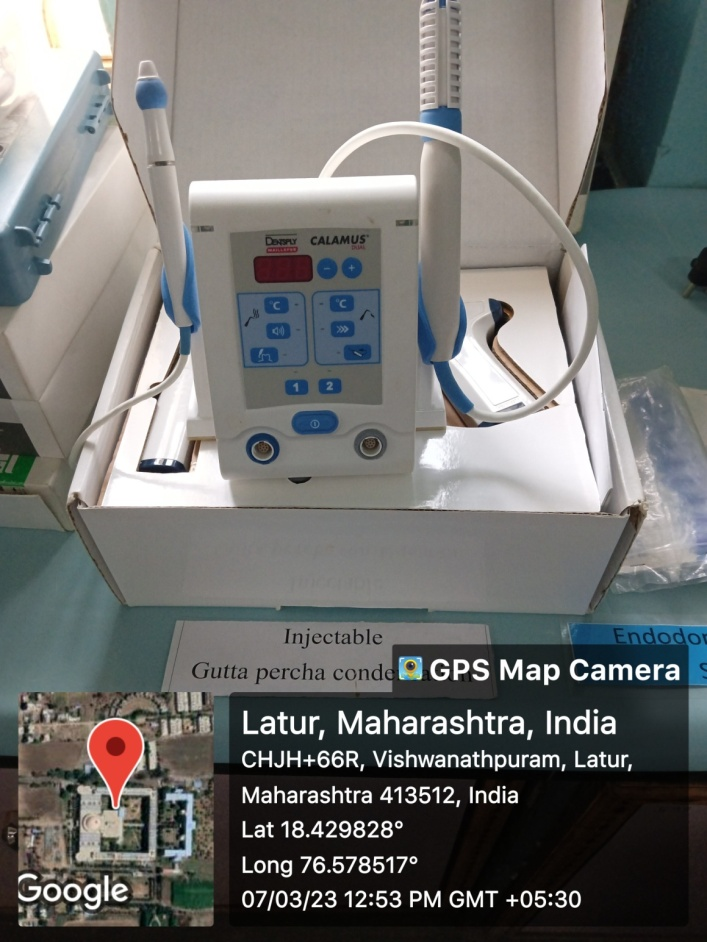 DENTSPLY
MAILLEFER
CALAMUS®
DUAL
− +
°C °C
1 2
Injectable
Gutta percha conde
Endodon
S
GPS Map Camera
Latur, Maharashtra, India
CHJH+66R, Vishwanathpuram, Latur,
Maharashtra 413512, India
Lat 18.429828°
Long 76.578517°
07/03/23 12:53 PM GMT +05:30
Google